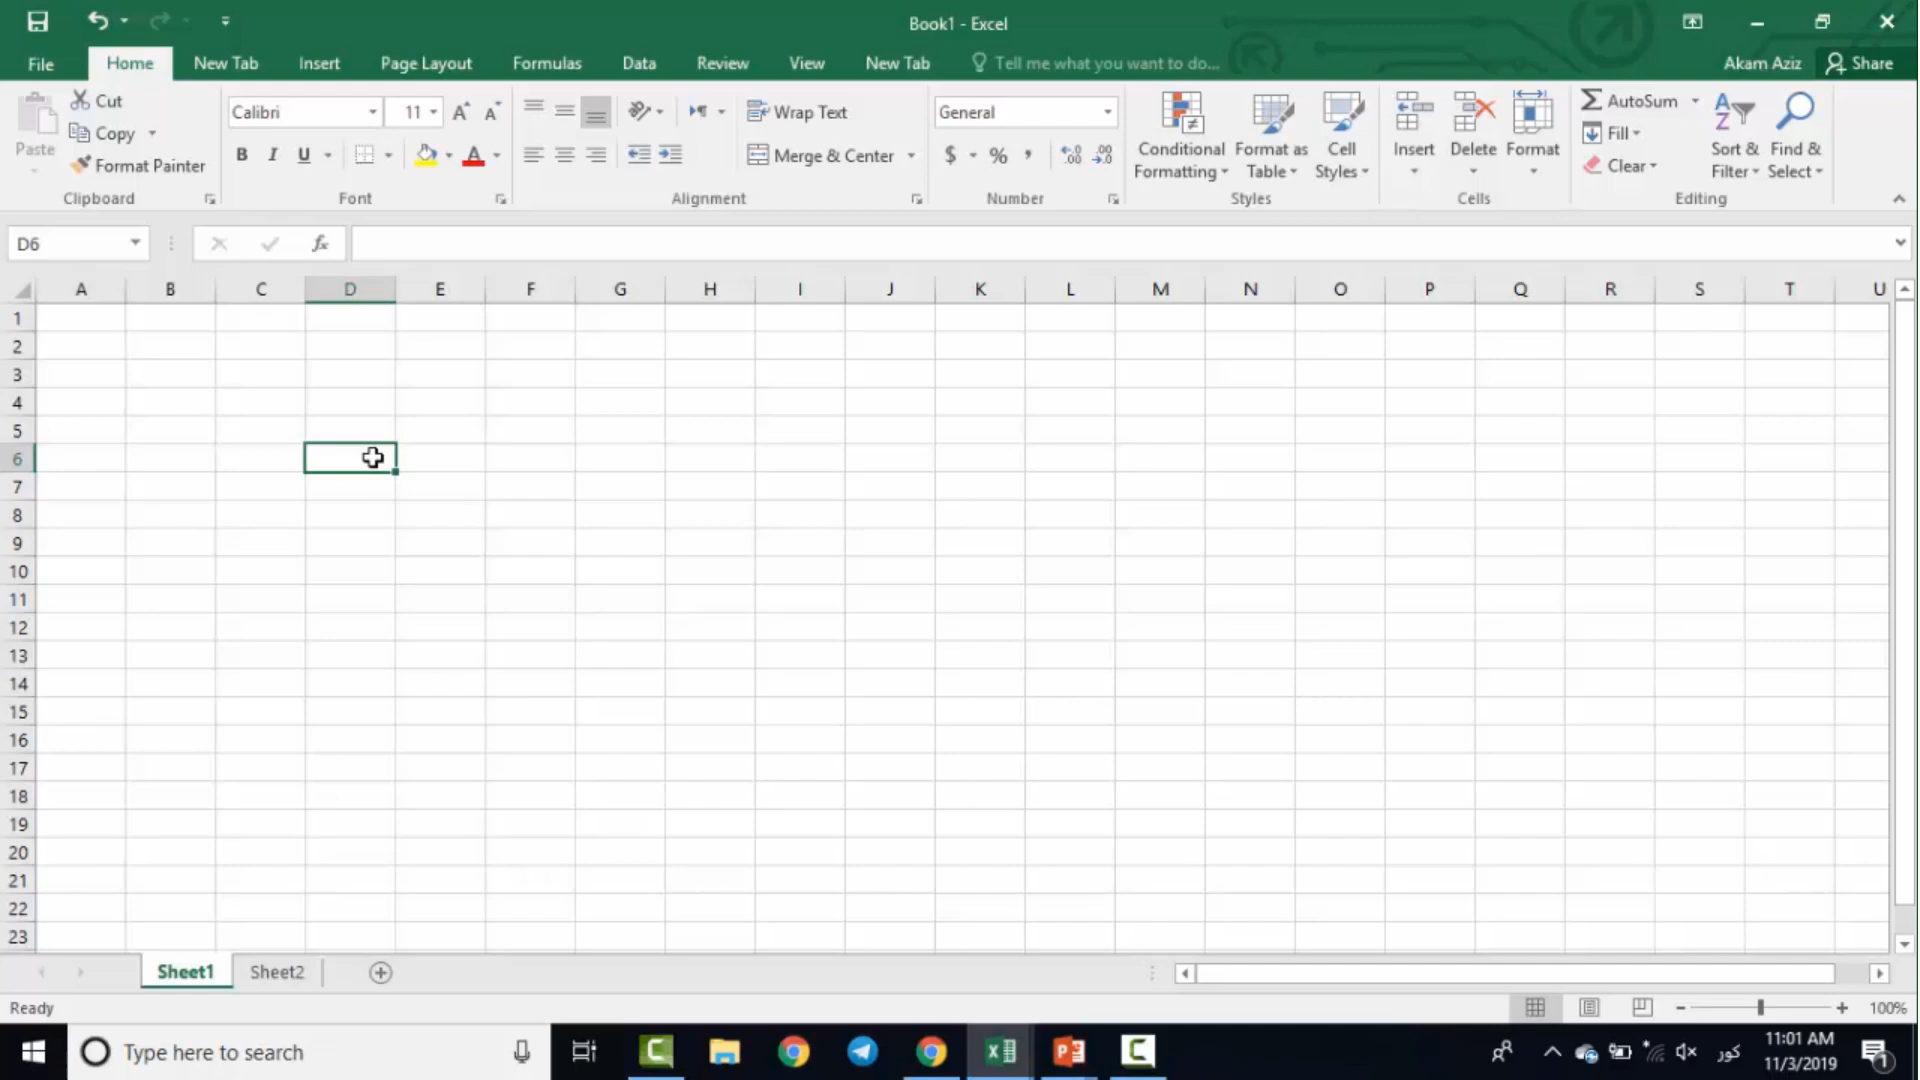 Book1 - Excel
File Home New Tab Insert Page Layout Formulas Data Review View New Tab Tell me what you want to do... Akam Aziz Share
Cut
Copy
Format Painter
Paste
Clipboard
Calibri 11
B I U A
Font
Wrap Text
Merge & Center
Alignment
General
$ % ,
Number
Conditional Formatting
Format as Table
Cell Styles
Styles
Insert Delete Format
Cells
AutoSum
Fill
Clear
Sort & Filter
Find & Select
Editing
D6 fx
A B C D E F G H I J K L M N O P Q R S T U
1
2
3
4
5
6
7
8
9
10
11
12
13
14
15
16
17
18
19
20
21
22
23
Sheet1 Sheet2
Ready 100%
Type here to search
کور
11:01 AM
11/3/2019
1